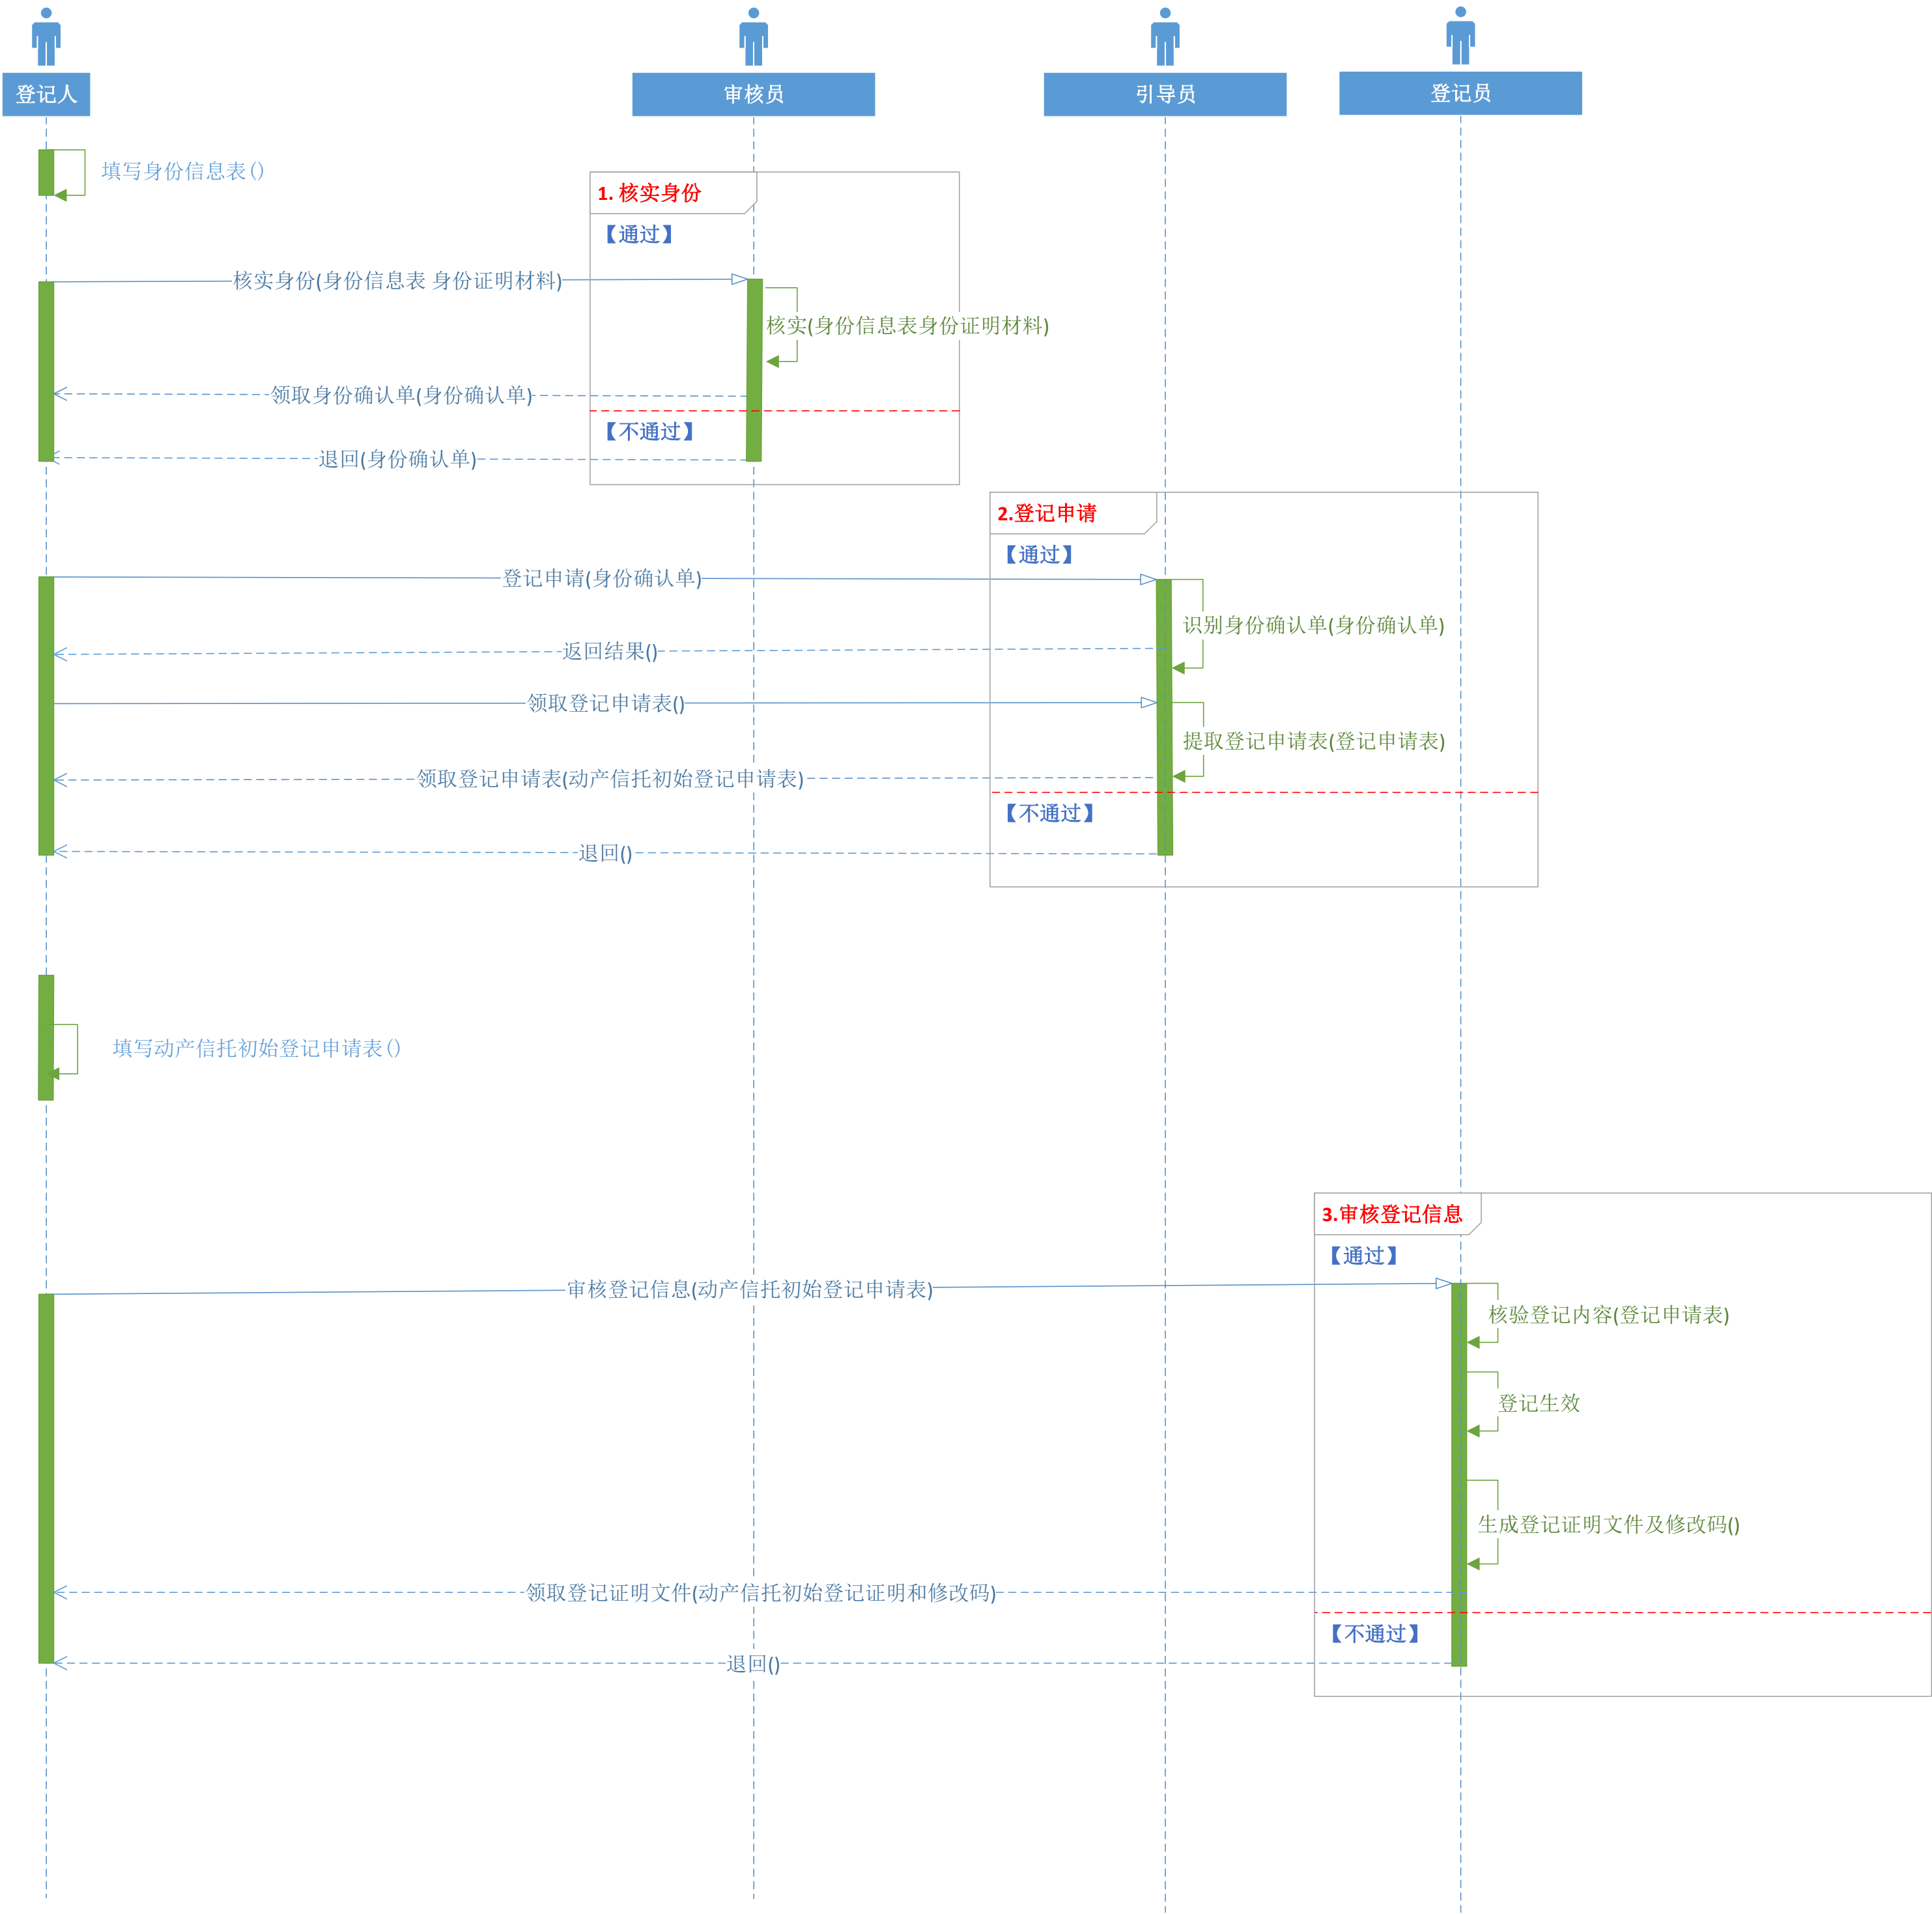 登记人
审核员
引导员
登记员
填写身份信息表()
1. 核实身份
【通过】
核实身份(身份信息表 身份证明材料)
核实(身份信息表身份证明材料)
领取身份确认单(身份确认单)
【不通过】
退回(身份确认单)
2.登记申请
【通过】
登记申请(身份确认单)
识别身份确认单(身份确认单)
返回结果()
领取登记申请表()
提取登记申请表(登记申请表)
领取登记申请表(动产信托初始登记申请表)
【不通过】
退回()
填写动产信托初始登记申请表()
3.审核登记信息
【通过】
审核登记信息(动产信托初始登记申请表)
核验登记内容(登记申请表)
登记生效
生成登记证明文件及修改码()
领取登记证明文件(动产信托初始登记证明和修改码)
【不通过】
退回()